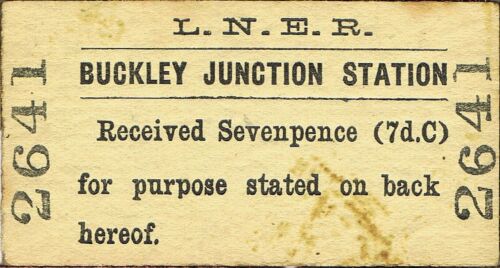 L.N.E.R.
BUCKLEY JUNCTION STATION
Received Sevenpence (7d.C)
for purpose stated on back
hereof.
2641
2641